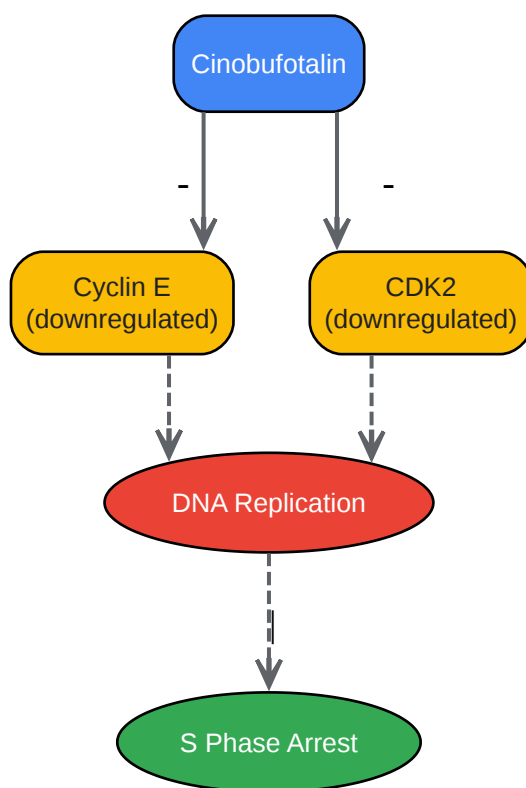 Cinobufotalin
- -
Cyclin E
(downregulated)
CDK2
(downregulated)
DNA Replication
|
S Phase Arrest